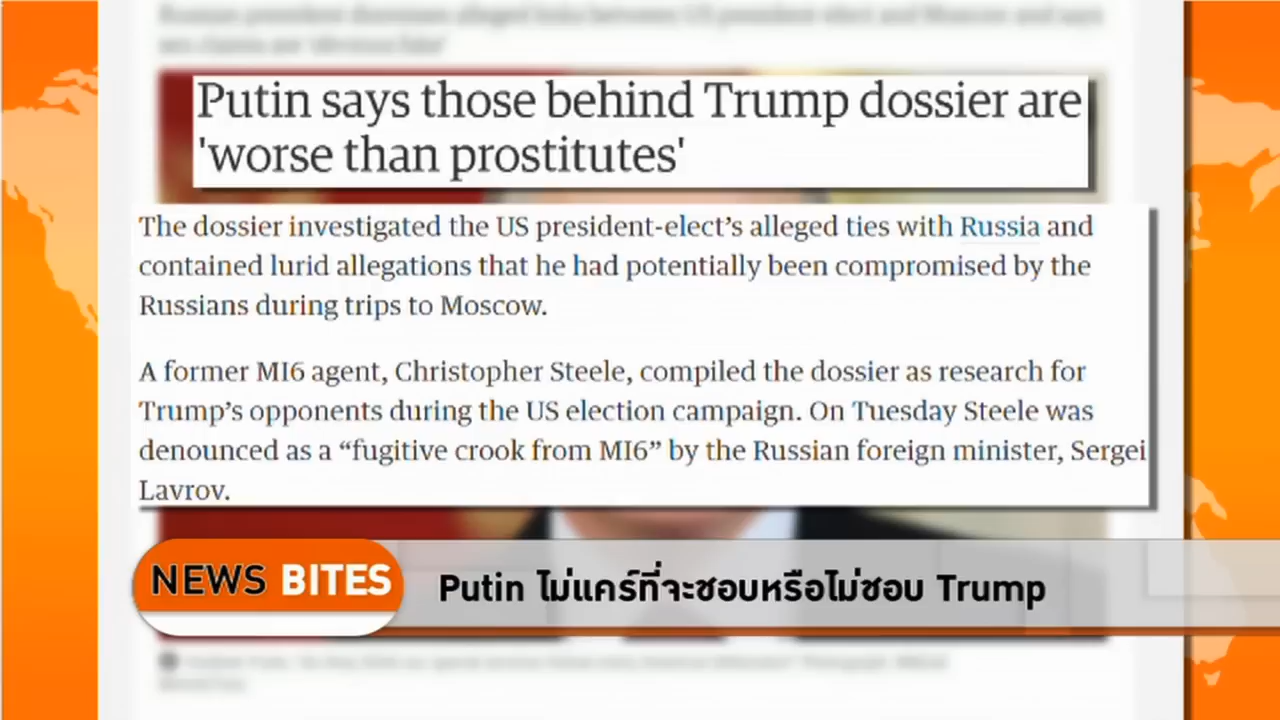 Putin says those behind Trump dossier are
'worse than prostitutes'
The dossier investigated the US president-elect’s alleged ties with Russia and
contained lurid allegations that he had potentially been compromised by the
Russians during trips to Moscow.
A former MI6 agent, Christopher Steele, compiled the dossier as research for
Trump’s opponents during the US election campaign. On Tuesday Steele was
denounced as a “fugitive crook from MI6” by the Russian foreign minister, Sergei
Lavrov.
NEWS BITES
Putin ไม่แคร์ที่จะชอบหรือไม่ชอบ Trump